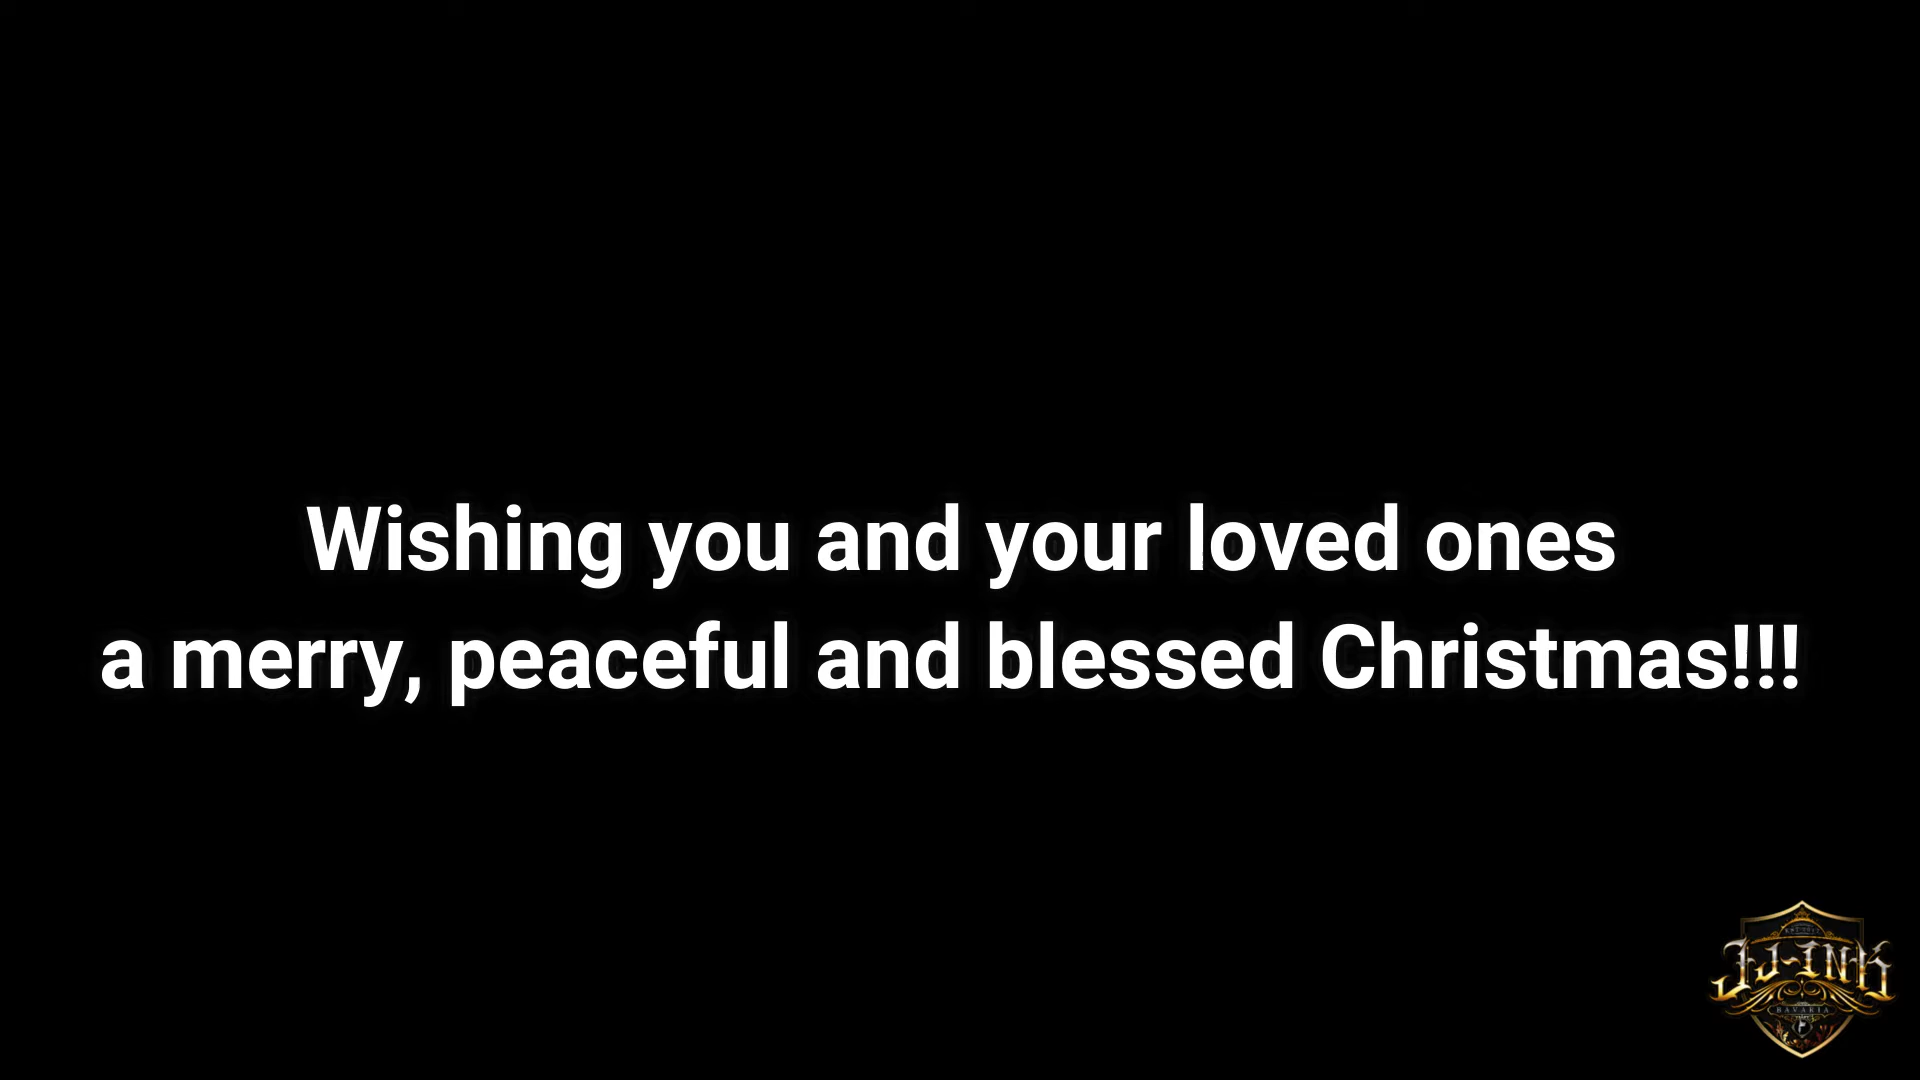 Wishing you and your loved ones
a merry, peaceful and blessed Christmas!!!
JJ-INK
BAVARIA